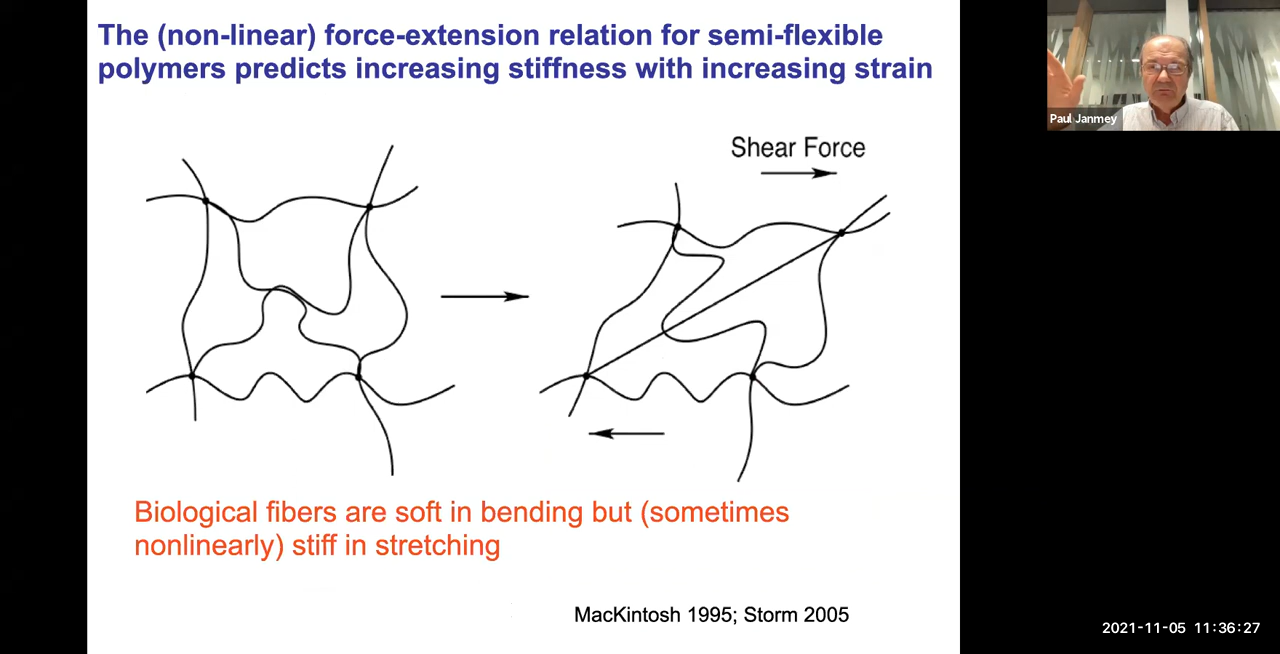 The (non-linear) force-extension relation for semi-flexible
polymers predicts increasing stiffness with increasing strain
Paul Janmey
Shear Force
Biological fibers are soft in bending but (sometimes
nonlinearly) stiff in stretching
MacKintosh 1995; Storm 2005
2021-11-05 11:36:27